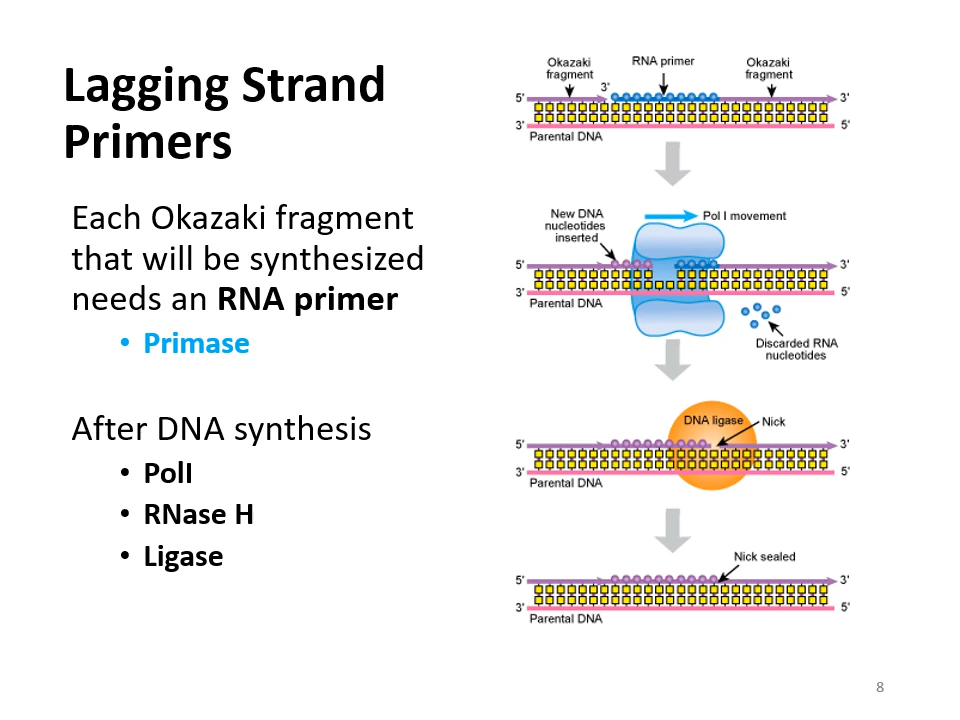 Lagging Strand
Primers
Each Okazaki fragment
that will be synthesized
needs an RNA primer
• Primase
After DNA synthesis
• PolI
• RNase H
• Ligase
Okazaki
fragment
RNA primer
Okazaki
fragment
3'
5'
3'
3'
5'
Parental DNA
New DNA
nucleotides
inserted
Pol I movement
5'
3'
3'
5'
Parental DNA
Discarded RNA
nucleotides
DNA ligase
Nick
5'
3'
3'
5'
Parental DNA
Nick sealed
5'
3'
3'
5'
Parental DNA
8